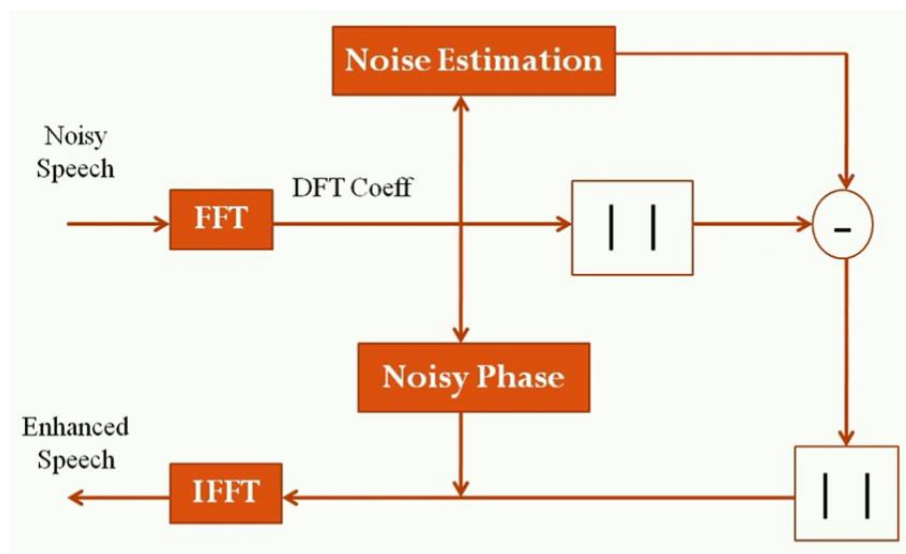 Noise Estimation
Noisy
Speech
DFT Coeff
FFT
| |
-
Noisy Phase
Enhanced
Speech
IFFT
| |